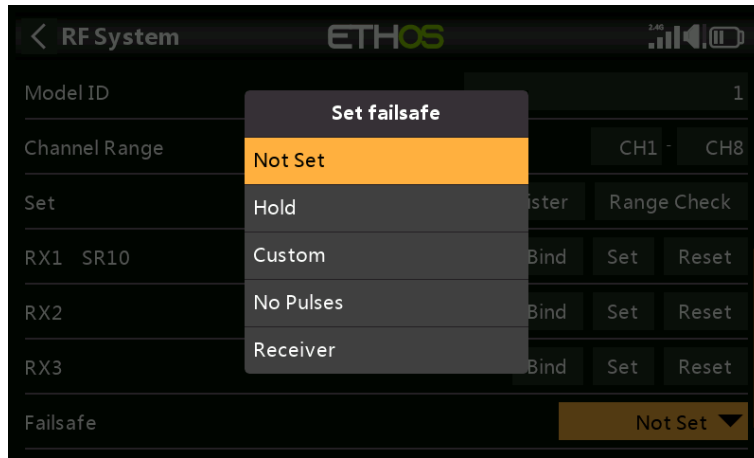 RF System ETHOS 2.4G
Model ID 1
Set failsafe
Channel Range CH1 - CH8
Not Set
Set ister Range Check
Hold
RX1 SR10 Bind Set Reset
Custom
RX2 Bind Set Reset
No Pulses
RX3 Bind Set Reset
Receiver
Failsafe Not Set